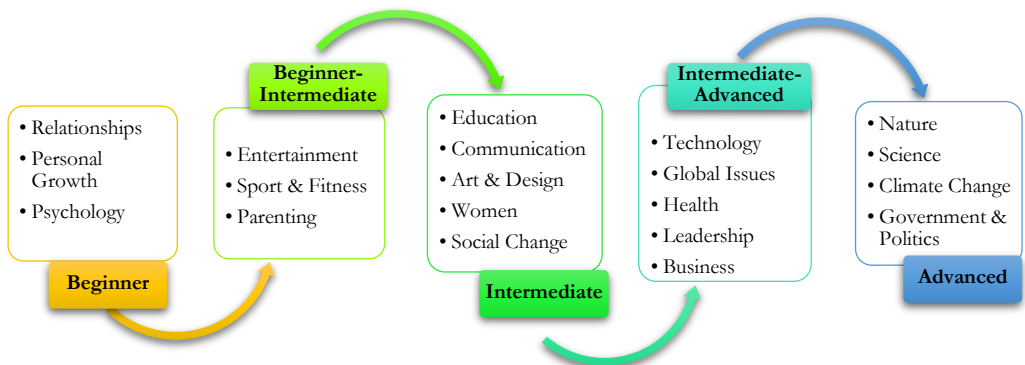 • Relationships
• Personal
Growth
• Psychology
Beginner
Beginner-
Intermediate
• Entertainment
• Sport & Fitness
• Parenting
• Education
• Communication
• Art & Design
• Women
• Social Change
Intermediate
Intermediate-
Advanced
• Technology
• Global Issues
• Health
• Leadership
• Business
• Nature
• Science
• Climate Change
• Government &
Politics
Advanced